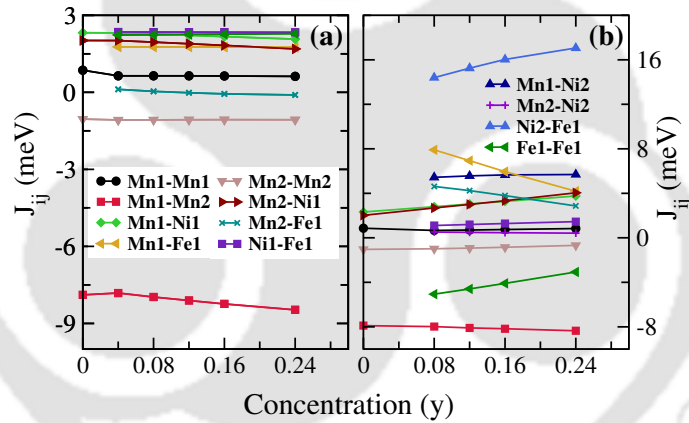 3
0
-3
-6
-9
J_ij (meV)
(a)
Mn1-Mn1
Mn1-Mn2
Mn1-Ni1
Mn1-Fe1
Mn2-Mn2
Mn2-Ni1
Mn2-Fe1
Ni1-Fe1
0 0.08 0.16 0.24
(b)
Mn1-Ni2
Mn2-Ni2
Ni2-Fe1
Fe1-Fe1
16
8
0
-8
J_ij (meV)
0 0.08 0.16 0.24
Concentration (y)